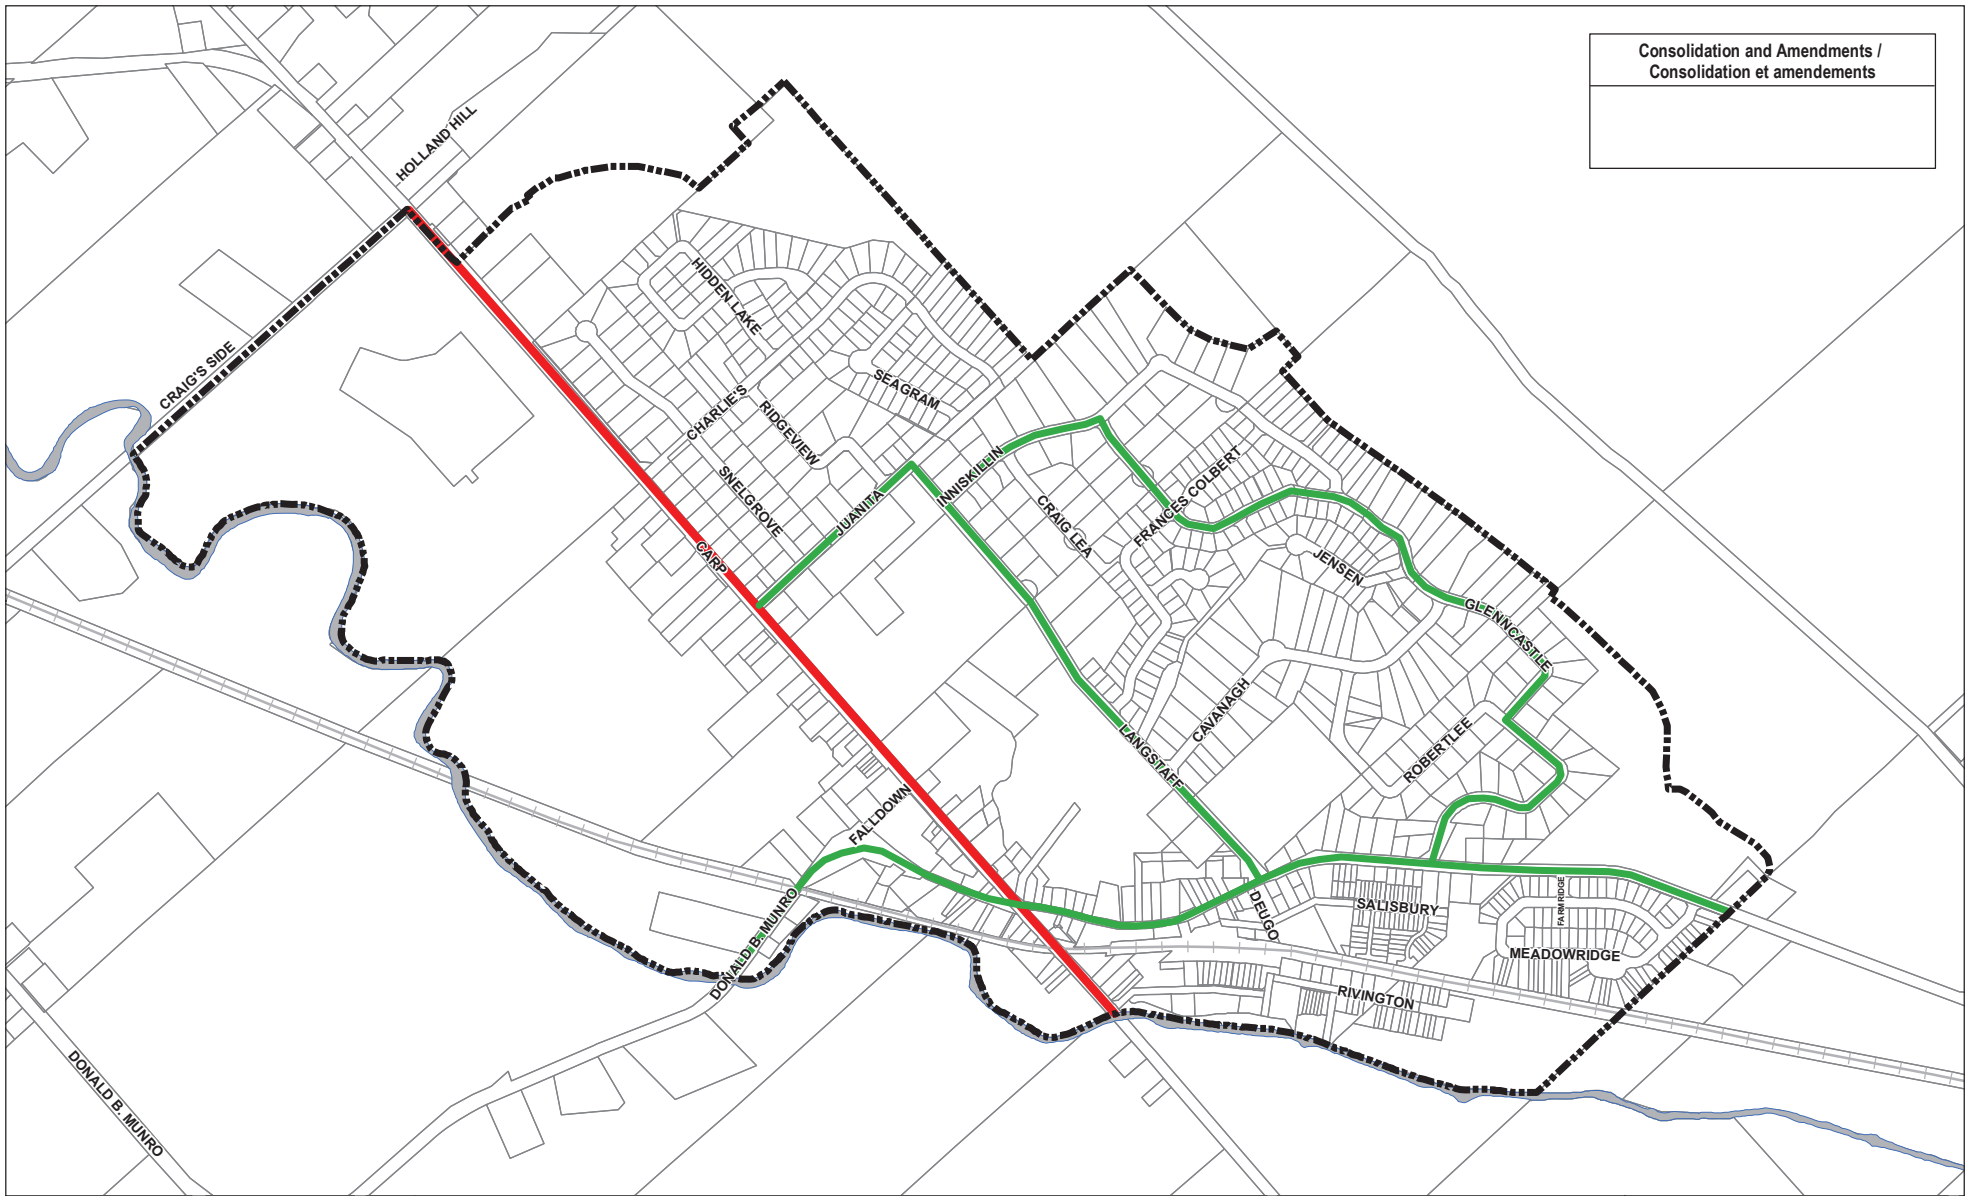 Consolidation and Amendments /
Consolidation et amendements
HOLLAND HILL
CRAIG'S SIDE
HIDDEN LAKE
SEAGRAM
CHARLIE'S
RIDGEVIEW
SNELGROVE
JUANITA
INNISKILLIN
CRAIG LEA
FRANCES COLBERT
JENSEN
CARP
GLENNCASTLE
CAVANAGH
LANGSTAFF
ROBERTLEE
FALLDOWN
DONALD B. MUNRO
DEUGO
SALISBURY
FARMRIDGE
MEADOWRIDGE
RIVINGTON
DONALD B. MUNRO